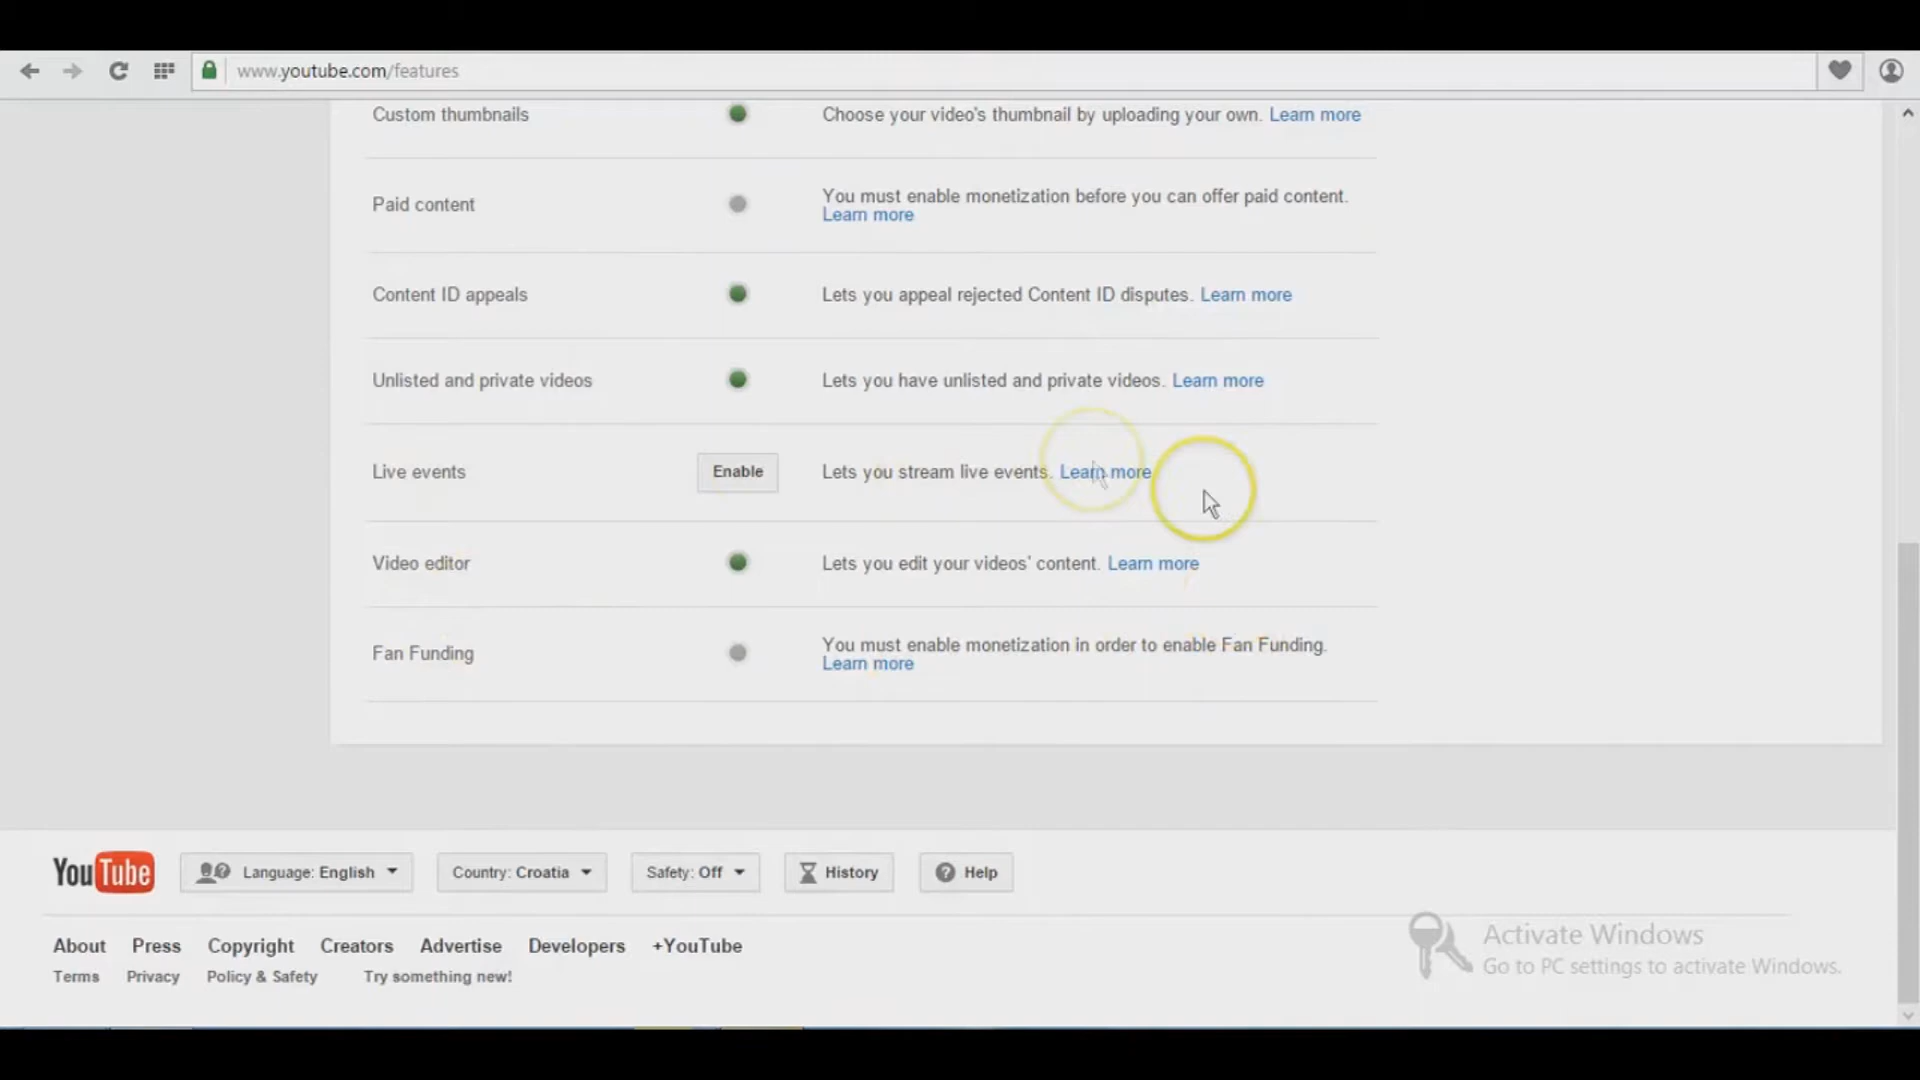 www.youtube.com/features
Custom thumbnails
Choose your video's thumbnail by uploading your own. Learn more
Paid content
You must enable monetization before you can offer paid content.
Learn more
Content ID appeals
Lets you appeal rejected Content ID disputes. Learn more
Unlisted and private videos
Lets you have unlisted and private videos. Learn more
Live events
Enable
Lets you stream live events. Learn more
Video editor
Lets you edit your videos' content. Learn more
Fan Funding
You must enable monetization in order to enable Fan Funding.
Learn more
YouTube
Language: English
Country: Croatia
Safety: Off
History
Help
About Press Copyright Creators Advertise Developers +YouTube
Terms Privacy Policy & Safety Try something new!
Activate Windows
Go to PC settings to activate Windows.